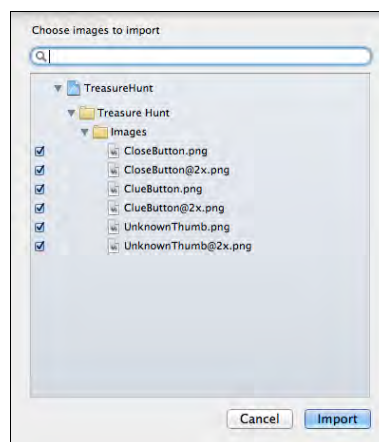 Choose images to import
TreasureHunt
Treasure Hunt
Images
CloseButton.png
CloseButton@2x.png
ClueButton.png
ClueButton@2x.png
UnknownThumb.png
UnknownThumb@2x.png
Cancel Import